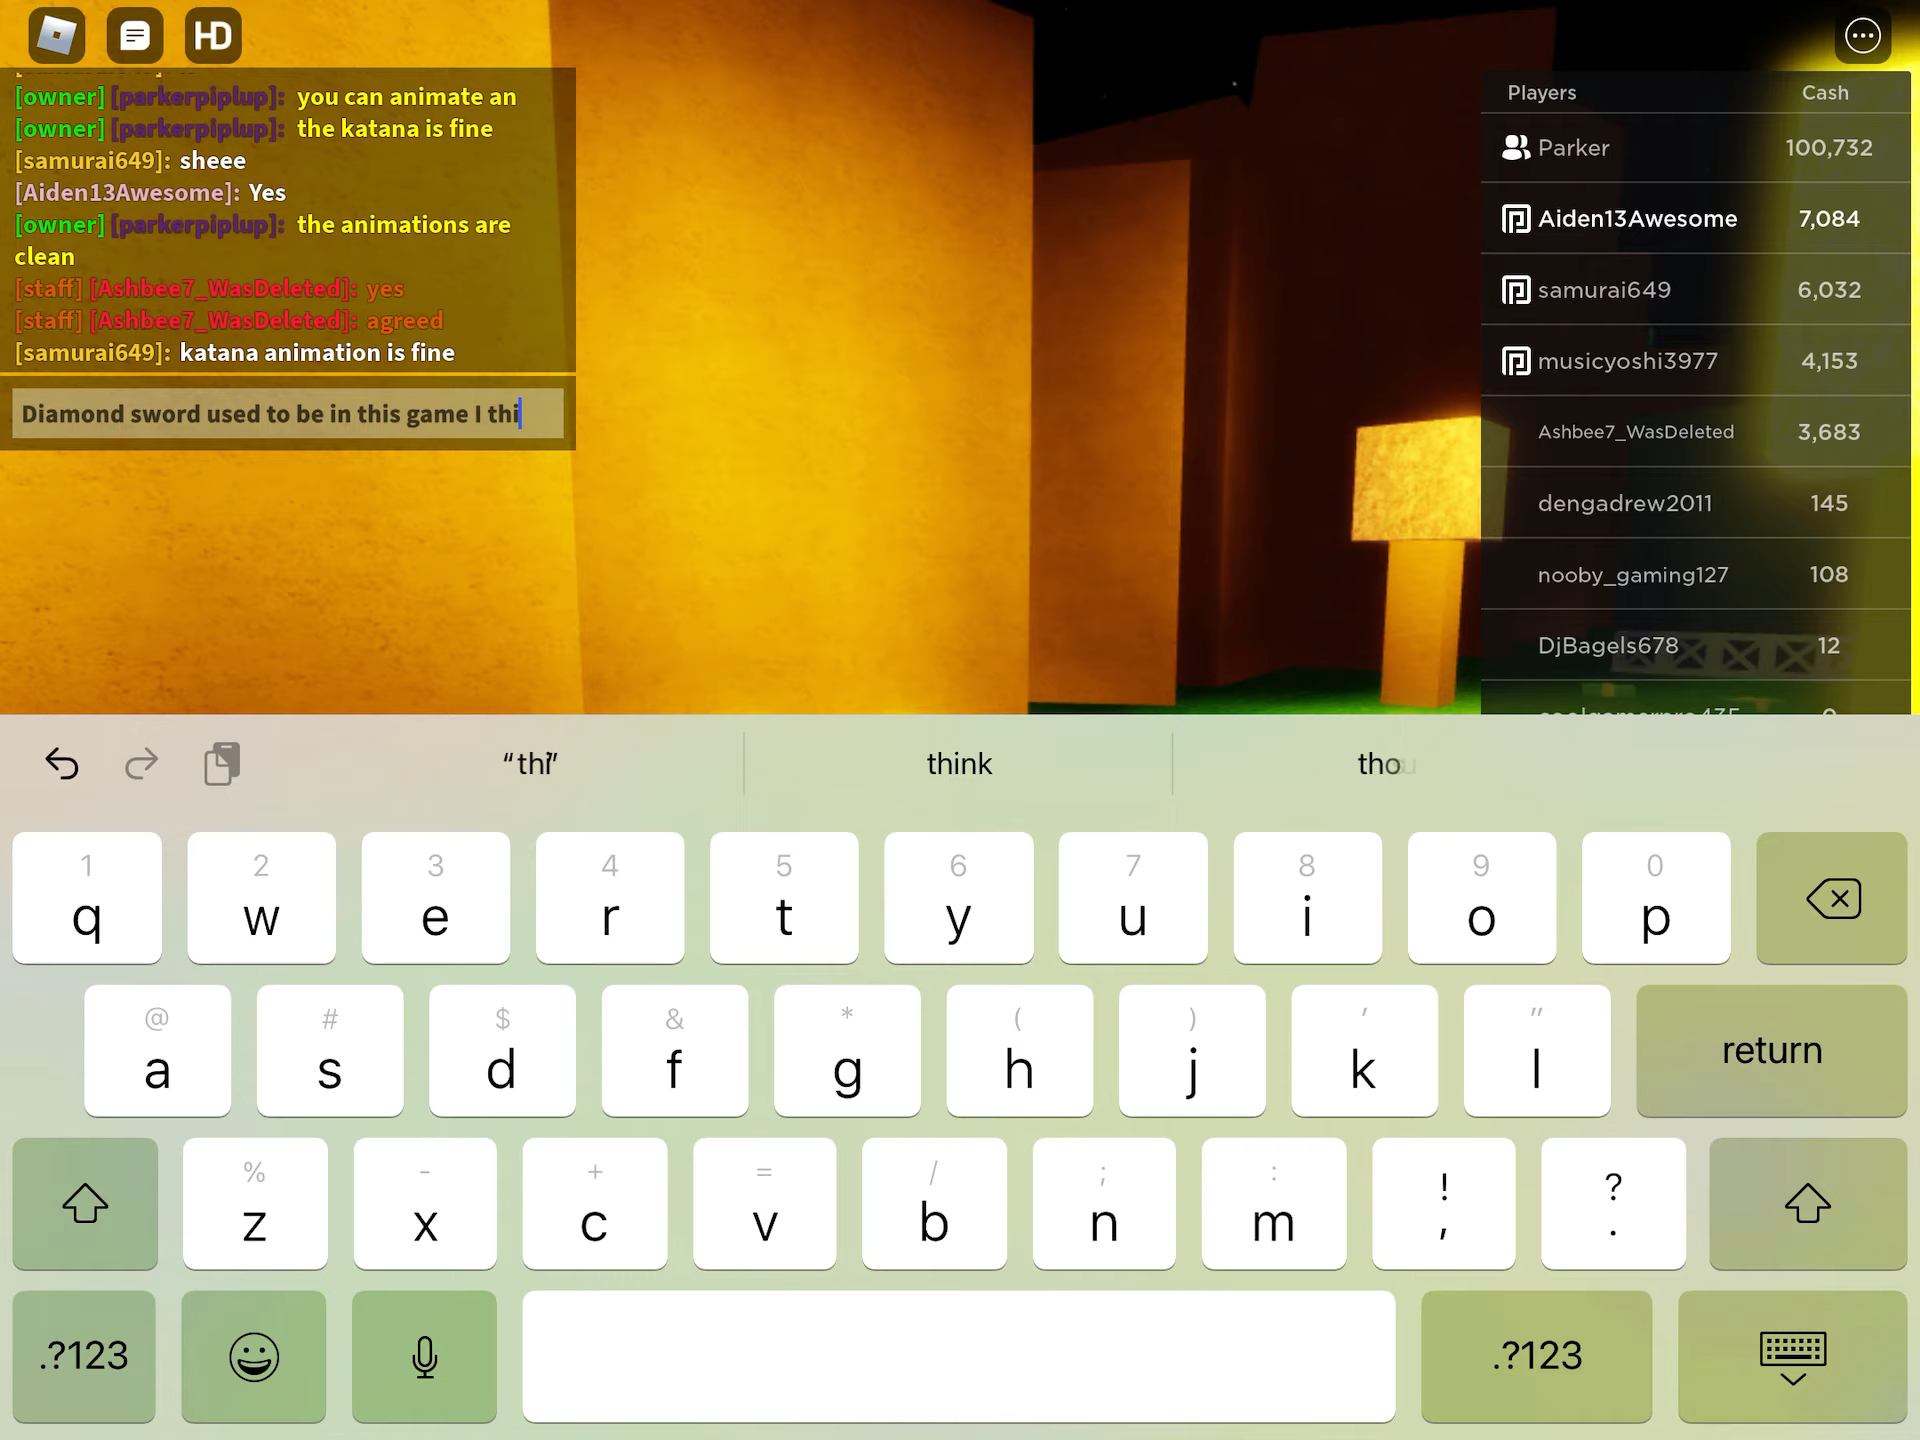 HD
[owner] [parkerpiplup]: you can animate an
[owner] [parkerpiplup]: the katana is fine
[samurai649]: sheee
[Aiden13Awesome]: Yes
[owner] [parkerpiplup]: the animations are
clean
[staff] [Ashbee7_WasDeleted]: yes
[staff] [Ashbee7_WasDeleted]: agreed
[samurai649]: katana animation is fine
Diamond sword used to be in this game I thi
Players Cash
Parker 100,732
Aiden13Awesome 7,084
samurai649 6,032
musicyoshi3977 4,153
Ashbee7_WasDeleted 3,683
dengadrew2011 145
nooby_gaming127 108
DjBagels678 12
“thi” think thou
1 2 3 4 5 6 7 8 9 0
q w e r t y u i o p
@ # $ & * ( ) ' "
a s d f g h j k l return
% - + = / ; : ! ?
z x c v b n m , .
.?123 .?123